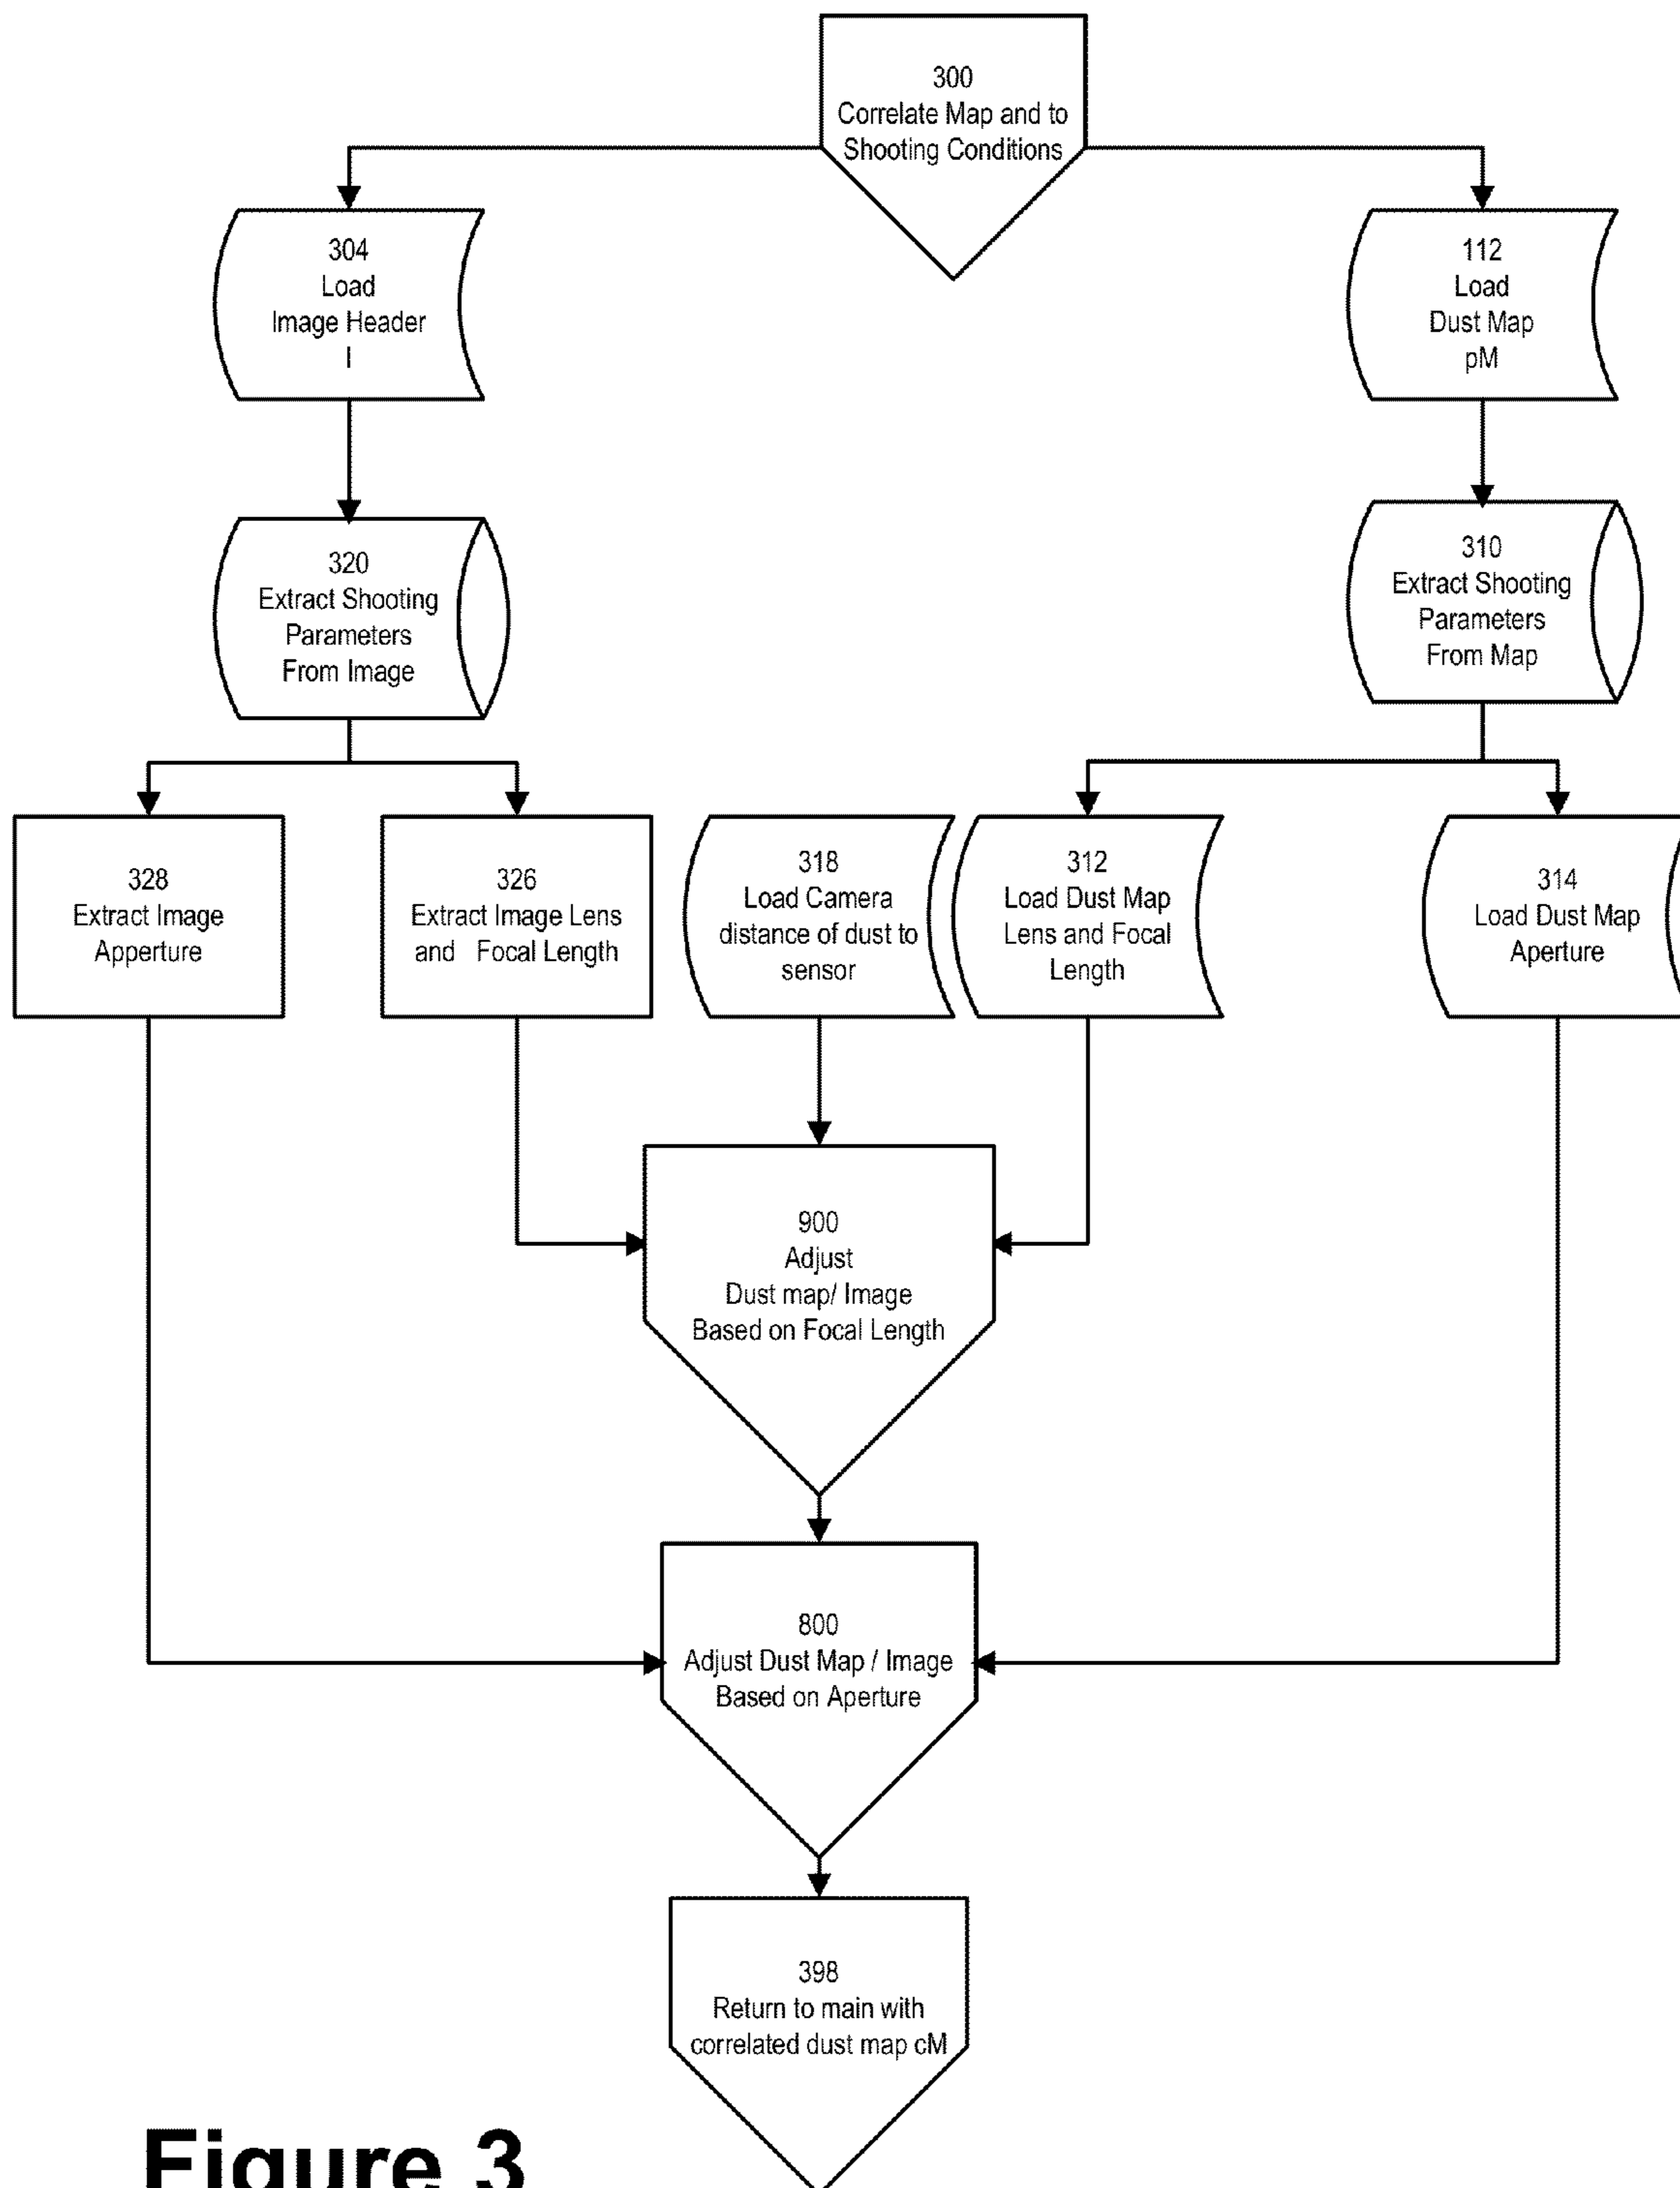 300
Correlate Map and to
Shooting Conditions
304
Load
Image Header
I
112
Load
Dust Map
pM
320
Extract Shooting
Parameters
From Image
310
Extract Shooting
Parameters
From Map
328
Extract Image
Apperture
326
Extract Image Lens
and Focal Length
318
Load Camera
distance of dust to
sensor
312
Load Dust Map
Lens and Focal
Length
314
Load Dust Map
Aperture
900
Adjust
Dust map/ Image
Based on Focal Length
800
Adjust Dust Map / Image
Based on Aperture
398
Return to main with
correlated dust map cM
Figure 3